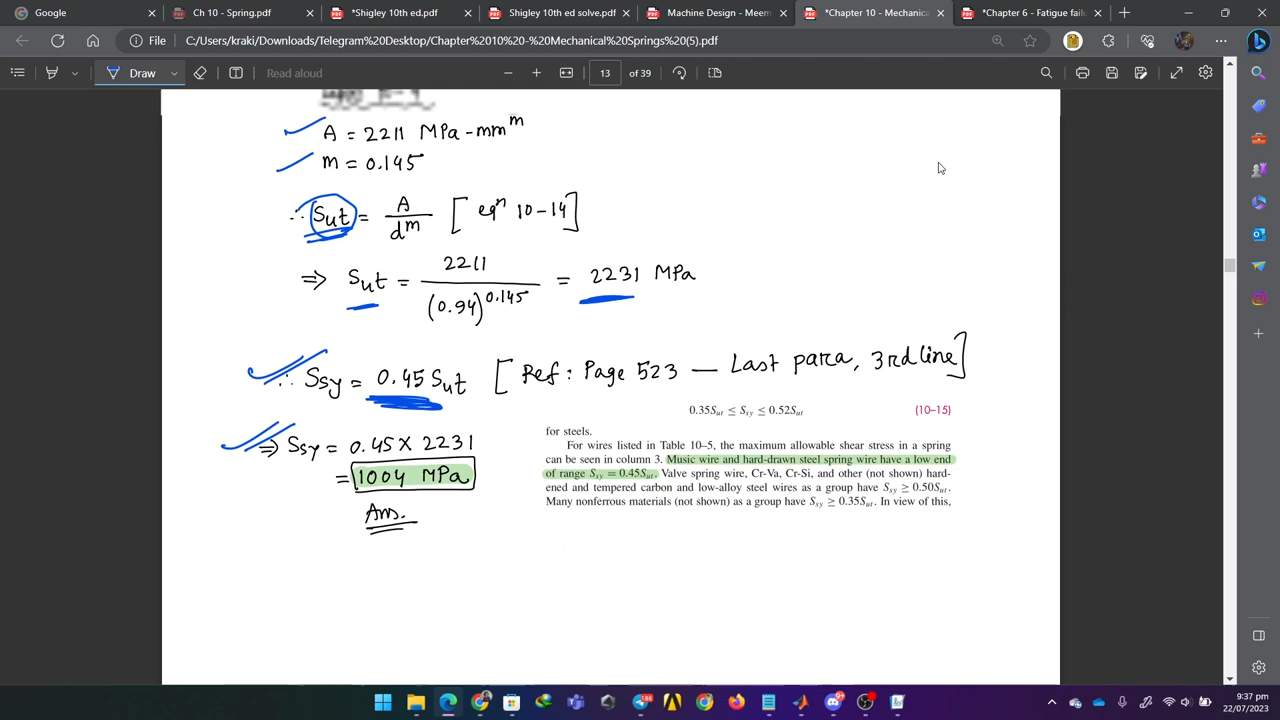 Google
Ch 10 - Spring.pdf
*Shigley 10th ed.pdf
Shigley 10th ed solve.pdf
Machine Design - Meem
*Chapter 10 - Mechanica
*Chapter 6 - Fatigue fail
File
C:/Users/kraki/Downloads/Telegram%20Desktop/Chapter%2010%20-%20Mechanical%20Springs%20(5).pdf
Draw
Read aloud
13 of 39
A = 2211 MPa-mm^m
m = 0.145
∴ Sut = A / d^m [eqn 10-14]
⇒ Sut = 2211 / (0.94)^0.145 = 2231 MPa
∴ Ssy = 0.45 Sut [Ref: Page 523 — Last para, 3rd line]
0.35Sut ≤ Ssy ≤ 0.52Sut (10–15)
for steels.
For wires listed in Table 10–5, the maximum allowable shear stress in a spring
can be seen in column 3. Music wire and hard-drawn steel spring wire have a low end
of range Ssy = 0.45Sut. Valve spring wire, Cr-Va, Cr-Si, and other (not shown) hard-
ened and tempered carbon and low-alloy steel wires as a group have Ssy ≥ 0.50Sut.
Many nonferrous materials (not shown) as a group have Ssy ≥ 0.35Sut. In view of this,
⇒ Ssy = 0.45 × 2231
= 1004 MPa
Ans.
9:37 pm
22/07/2023